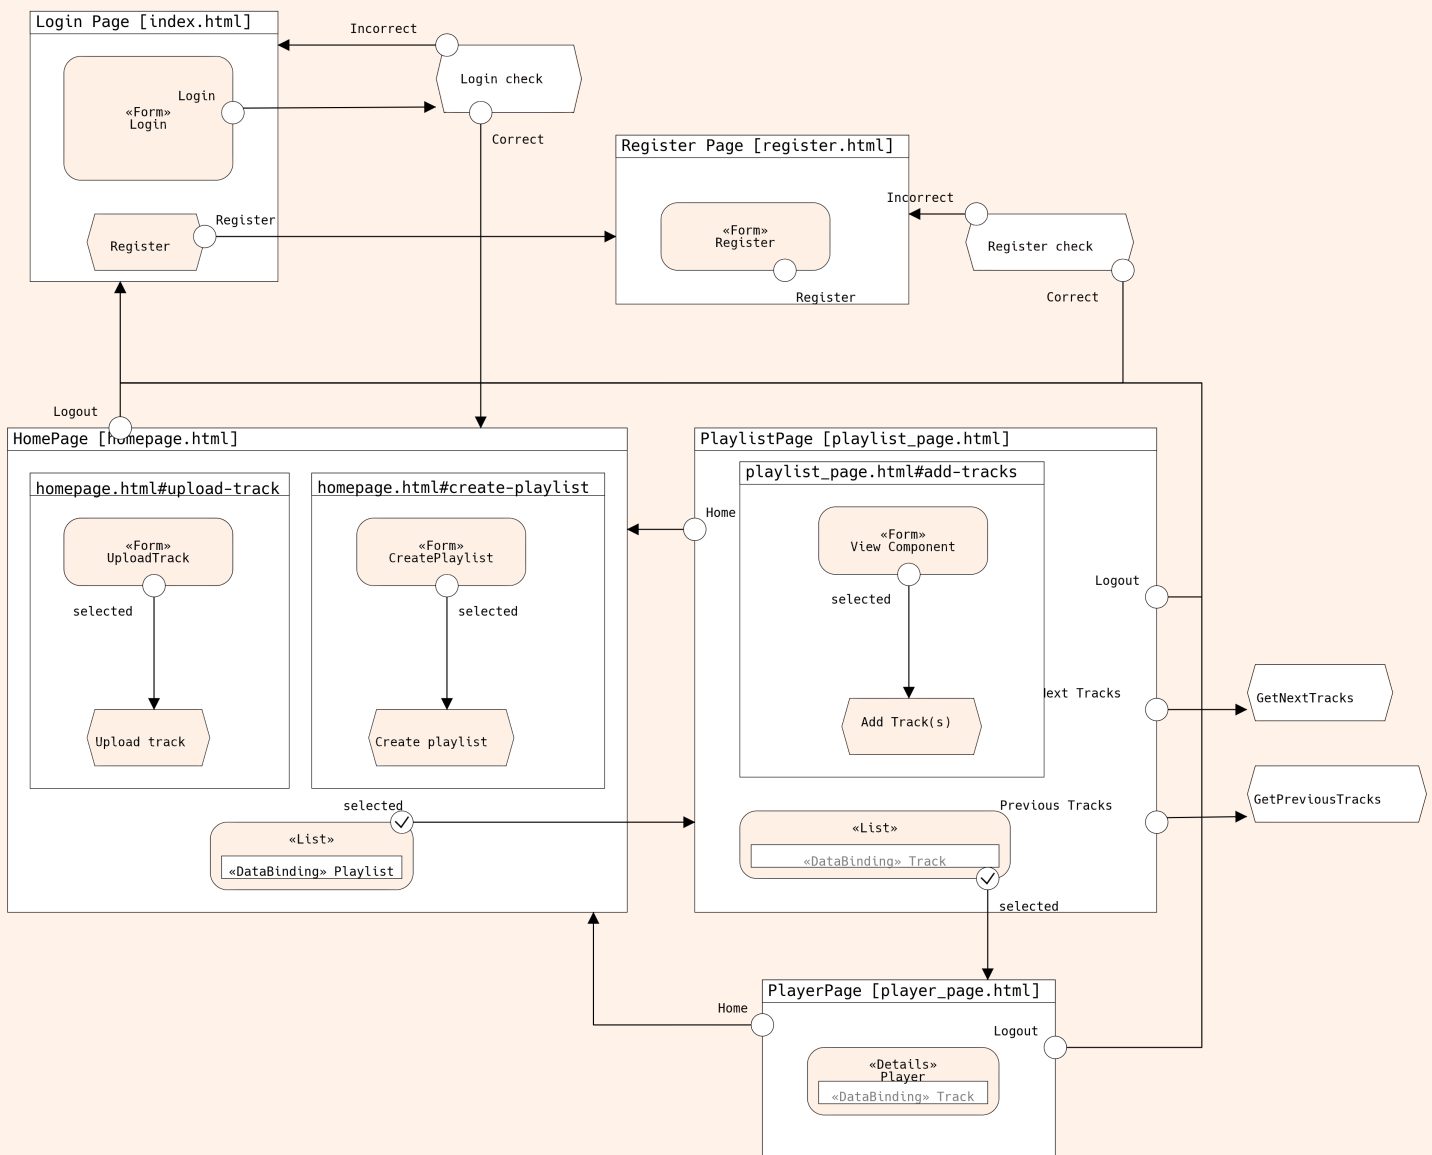 Login Page [index.html]
Incorrect
Login check
Login
«Form»
Login
Correct
Register Page [register.html]
Register
Register
«Form»
Register
Register
Incorrect
Register check
Correct
Logout
HomePage [homepage.html]
homepage.html#upload-track
«Form»
UploadTrack
selected
Upload track
homepage.html#create-playlist
«Form»
CreatePlaylist
selected
Create playlist
selected
«List»
«DataBinding» Playlist
PlaylistPage [playlist_page.html]
playlist_page.html#add-tracks
Home
«Form»
View Component
selected
Add Track(s)
Logout
ext Tracks
GetNextTracks
Previous Tracks
GetPreviousTracks
«List»
«DataBinding» Track
selected
PlayerPage [player_page.html]
Home
Logout
«Details»
Player
«DataBinding» Track